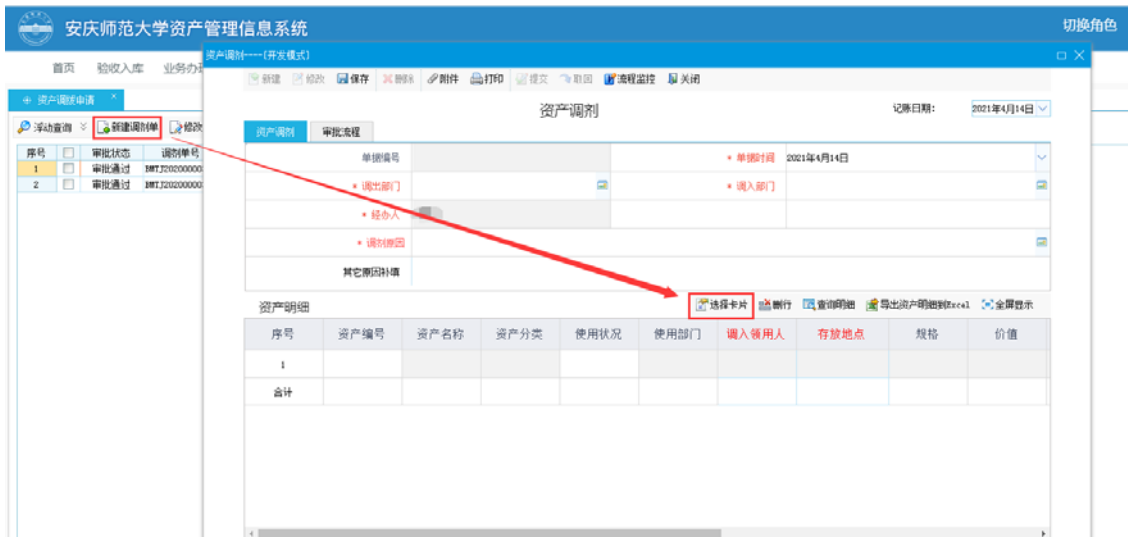 安庆师范大学资产管理信息系统 切换角色
资产调剂----[开发模式]
首页 验收入库 业务办理
新建 修改 保存 删除 附件 打印 提交 取回 流程监控 关闭
资产调拨申请 ×
资产调剂 记账日期: 2021年4月14日
浮动查询 新建调剂单 修改
资产调剂 审批流程
序号 审批状态 调剂单号
1 审批通过
2 审批通过
单据编号 * 单据时间 2021年4月14日
* 调出部门 * 调入部门
* 经办人
* 调剂原因
其它原因补填
资产明细 选择卡片 删行 查询明细 导出资产明细到Excel 全屏显示
序号 资产编号 资产名称 资产分类 使用状况 使用部门 调入领用人 存放地点 规格 价值
1
合计